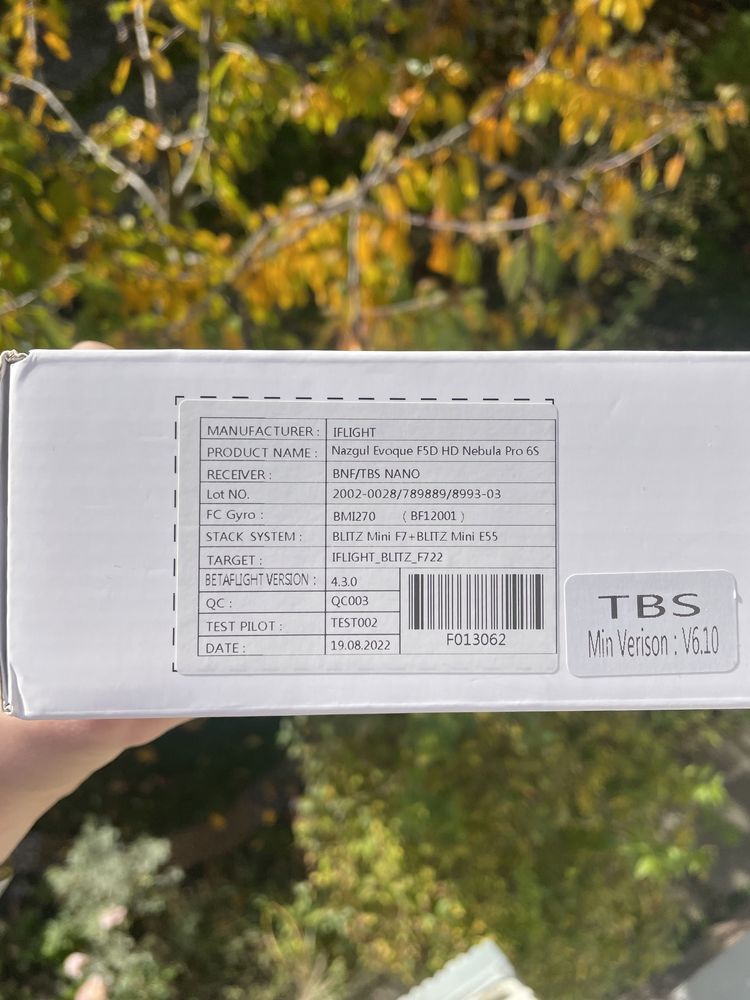 MANUFACTURER : IFLIGHT
PRODUCT NAME : Nazgul Evoque F5D HD Nebula Pro 6S
RECEIVER : BNF/TBS NANO
Lot NO. 2002-0028/789889/8993-03
FC Gyro : BMI270 ( BF12001 )
STACK SYSTEM : BLITZ Mini F7+BLITZ Mini E55
TARGET : IFLIGHT_BLITZ_F722
BETAFLIGHT VERSION : 4.3.0
QC : QC003
TEST PILOT : TEST002
DATE : 19.08.2022
F013062
TBS
Min Verison : V6.10